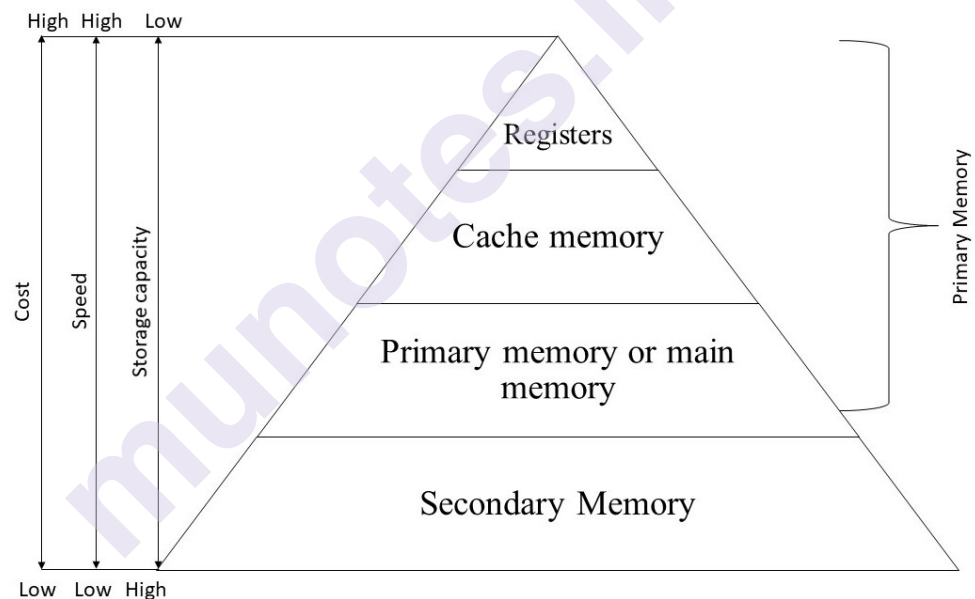 High High Low
Cost
Speed
Storage capacity
Registers
Cache memory
Primary memory or main
memory
Secondary Memory
Primary Memory
Low Low High